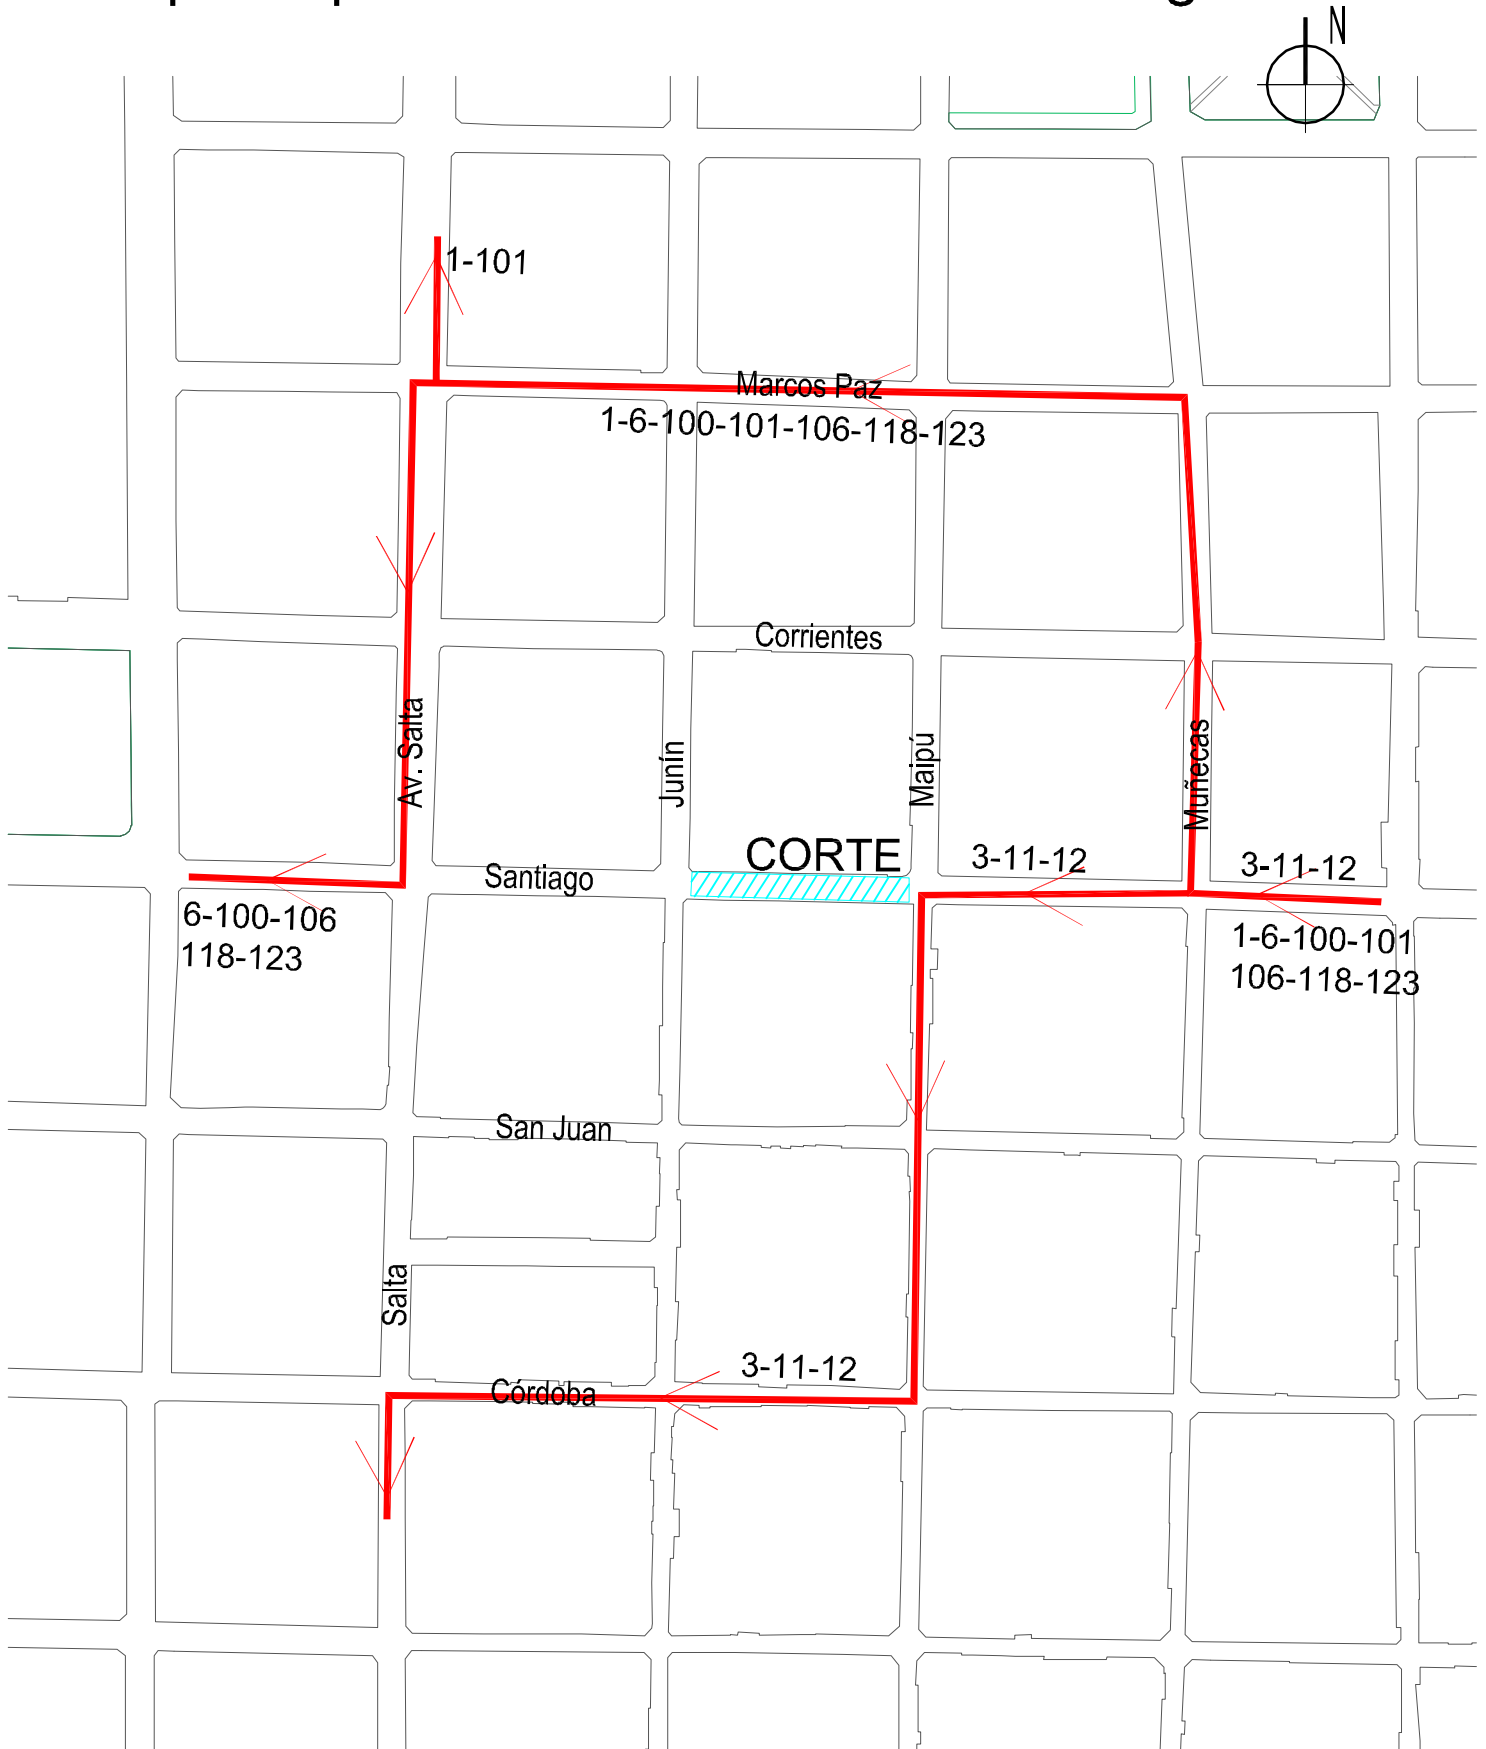 N
1-101
Marcos Paz
1-6-100-101-106-118-123
Corrientes
Av. Salta
Junín
Maipú
Muñecas
CORTE
3-11-12
3-11-12
Santiago
6-100-106
118-123
1-6-100-101
106-118-123
San Juan
Salta
3-11-12
Córdoba